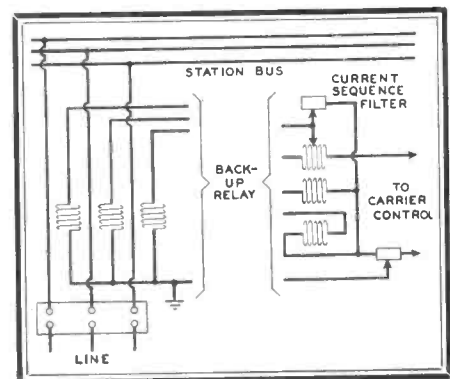 STATION BUS
CURRENT
SEQUENCE
FILTER
BACK-
UP
RELAY
TO
CARRIER
CONTROL
LINE